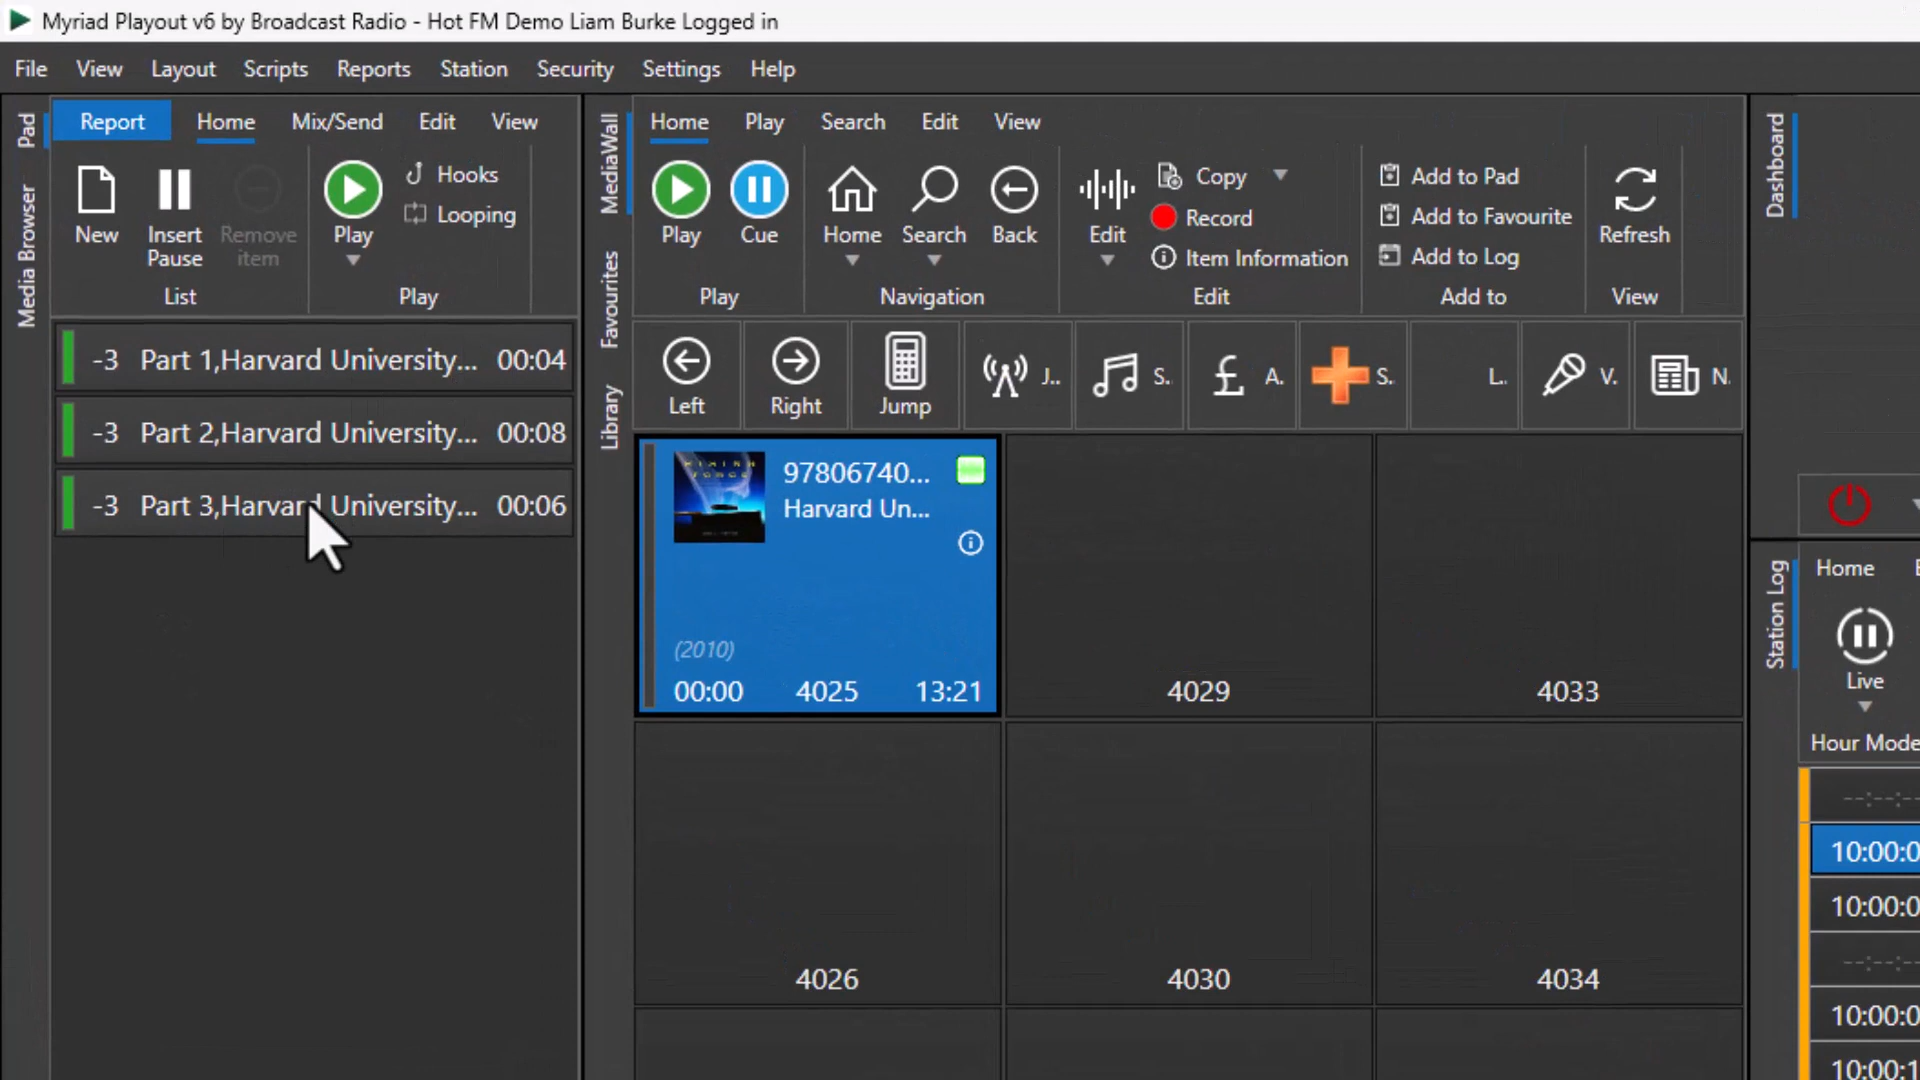 Myriad Playout v6 by Broadcast Radio - Hot FM Demo Liam Burke Logged in
File View Layout Scripts Reports Station Security Settings Help
Pad
Media Browser
Report Home Mix/Send Edit View
New
Insert Pause
Remove item
Play
Hooks
Looping
List
Play
-3 Part 1,Harvard University... 00:04
-3 Part 2,Harvard University... 00:08
-3 Part 3,Harvard University... 00:06
MediaWall
Favourites
Library
Home Play Search Edit View
Play
Cue
Home
Search
Back
Edit
Copy
Record
Item Information
Add to Pad
Add to Favourite
Add to Log
Refresh
Play
Navigation
Edit
Add to
View
Left
Right
Jump
J..
S.
A.
S.
L.
V.
N.
97806740...
Harvard Un...
(2010)
00:00 4025 13:21
4029
4033
4026
4030
4034
Dashboard
Station Log
Home
Live
Hour Mode
--:--:--
10:00:0
10:00:0
--:--:--
10:00:0
10:00:1